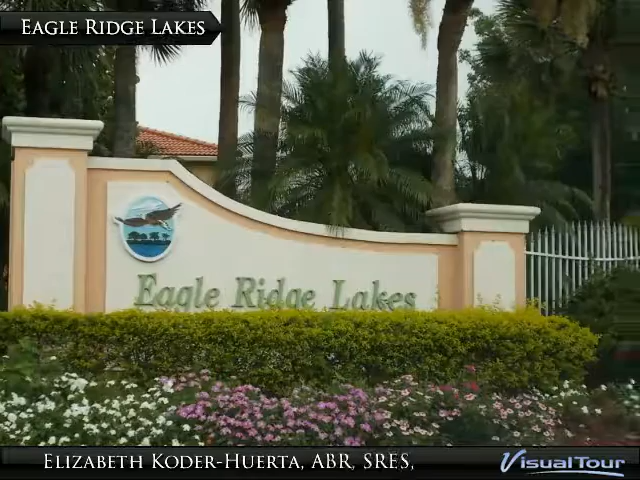 Eagle Ridge Lakes
Eagle Ridge Lakes
Elizabeth Koder-Huerta, ABR, SRES,
VisualTour